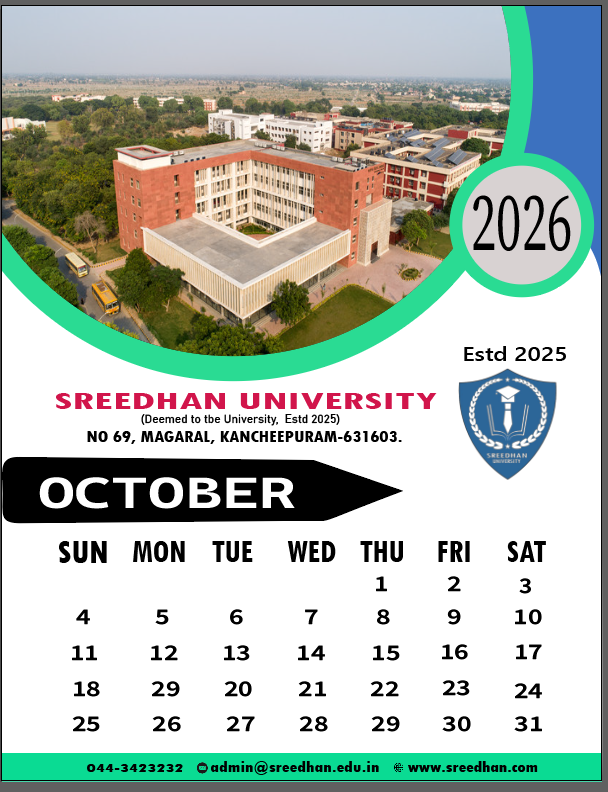 2026
Estd 2025
SREEDHAN UNIVERSITY
(Deemed to the University, Estd 2025)
NO 69, MAGARAL, KANCHEEPURAM-631603.
SREEDHAN
UNIVERSITY
OCTOBER
SUN MON TUE WED THU FRI SAT
1 2 3
4 5 6 7 8 9 10
11 12 13 14 15 16 17
18 29 20 21 22 23 24
25 26 27 28 29 30 31
044-3423232 admin@sreedhan.edu.in www.sreedhan.com